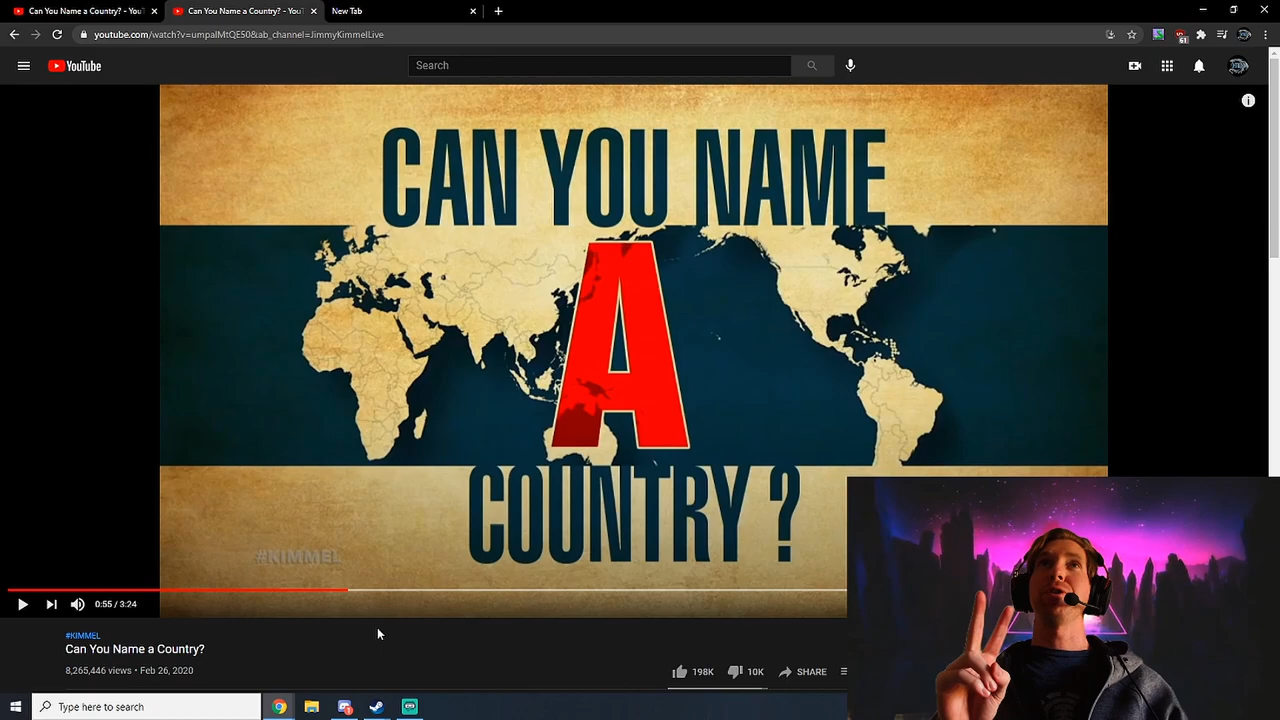 Can You Name a Country? - YouT
Can You Name a Country? - YouT
New Tab
youtube.com/watch?v=umpalMtQE50&ab_channel=JimmyKimmelLive
61
YouTube
Search
CAN YOU NAME
A
COUNTRY ?
#KIMMEL
0:55 / 3:24
#KIMMEL
Can You Name a Country?
8,265,446 views • Feb 26, 2020
198K
10K
SHARE
Type here to search